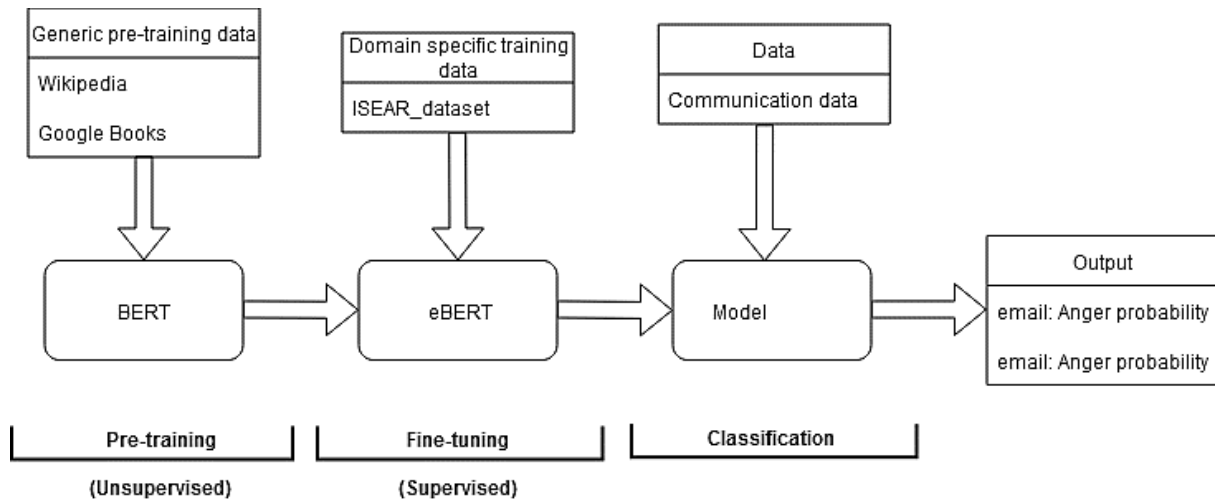 Generic pre-training data
Wikipedia
Google Books
Domain specific training
data
ISEAR_dataset
Data
Communication data
BERT
eBERT
Model
Output
email: Anger probability
email: Anger probability
Pre-training
Fine-tuning
Classification
(Unsupervised)
(Supervised)